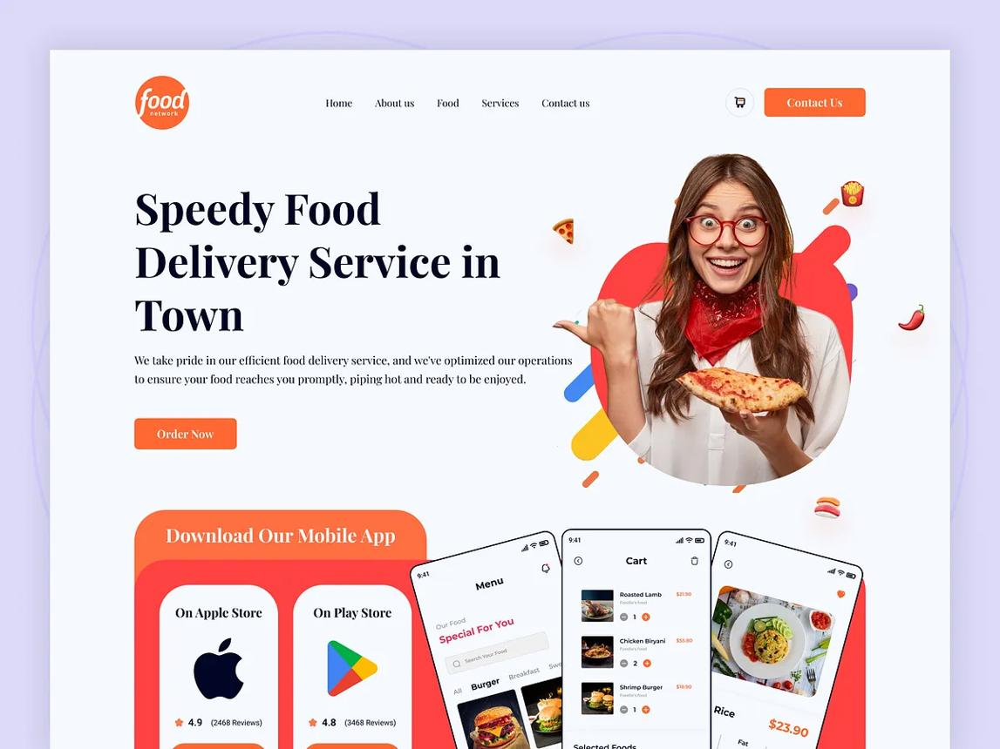 food
network
Home About us Food Services Contact us
Contact Us
Speedy Food
Delivery Service in
Town
We take pride in our efficient food delivery service, and we've optimized our operations
to ensure your food reaches you promptly, piping hot and ready to be enjoyed.
Order Now
Download Our Mobile App
On Apple Store
4.9 (2468 Reviews)
On Play Store
4.8 (3468 Reviews)
9:41
Menu
Our Food
Special For You
Search Your Food
All Burger Breakfast
9:41
Cart
Roasted Lamb $21.90
Foodie's food
1
Chicken Biryani $55.80
Foodie's food
2
Shrimp Burger
Foodie's food
1
Selected Foods
9:41
Rice
$23.90
Fat